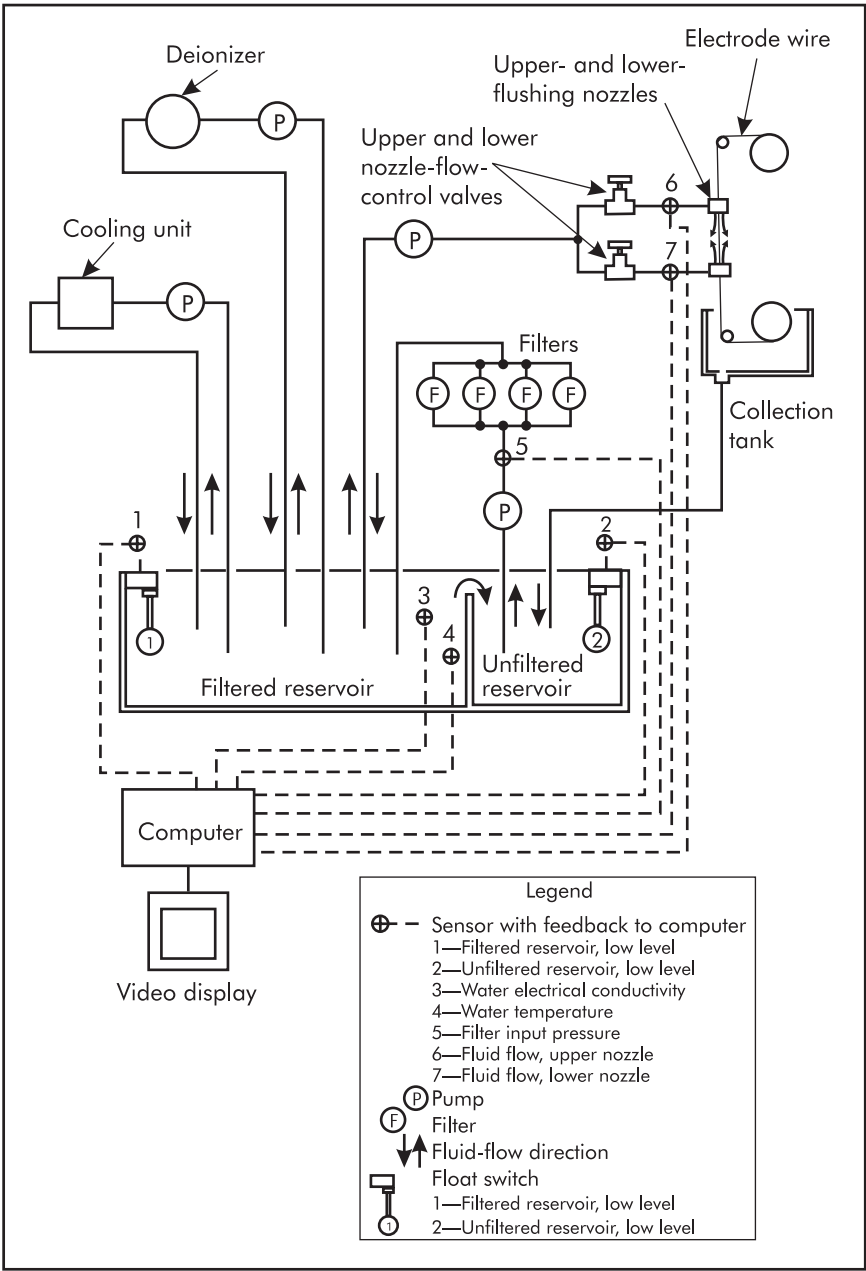 Deionizer
Electrode wire
Upper- and lower-
flushing nozzles
P
Upper and lower
nozzle-flow-
control valves
6
Cooling unit
P
7
P
Filters
F F F F
5
Collection
tank
P
1
2
3
4
1
2
Filtered reservoir
Unfiltered
reservoir
Computer
Video display
Legend
Sensor with feedback to computer
1—Filtered reservoir, low level
2—Unfiltered reservoir, low level
3—Water electrical conductivity
4—Water temperature
5—Filter input pressure
6—Fluid flow, upper nozzle
7—Fluid flow, lower nozzle
P Pump
F Filter
Fluid-flow direction
Float switch
1—Filtered reservoir, low level
1 2—Unfiltered reservoir, low level